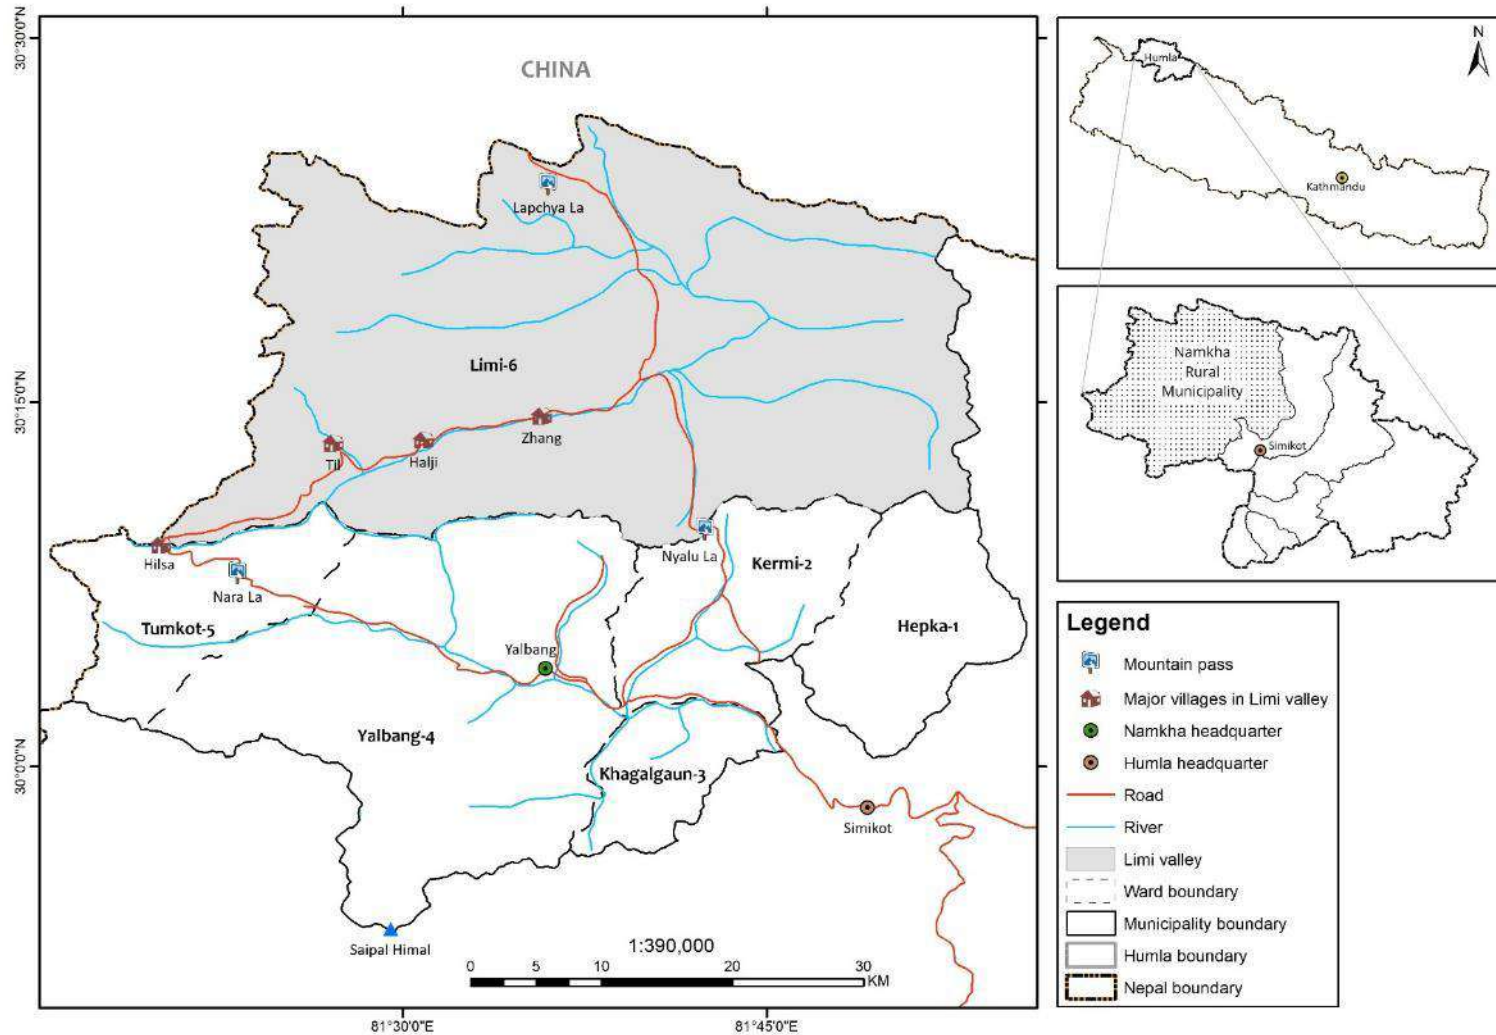 30°30'0"N
CHINA
Lapchya La
Limi-6
30°15'0"N
Zhang
Halji
Til
Hilsa
Nyalu La
Kermi-2
Nara La
Tumkot-5
Hepka-1
Yalbang
Yalbang-4
Khagalgaun-3
30°0'0"N
Simikot
Saipal Himal
1:390,000
0 5 10 20 30
KM
81°30'0"E 81°45'0"E
N
Humla
Kathmandu
Namkha
Rural
Municipality
Simikot
Legend
Mountain pass
Major villages in Limi valley
Namkha headquarter
Humla headquarter
Road
River
Limi valley
Ward boundary
Municipality boundary
Humla boundary
Nepal boundary